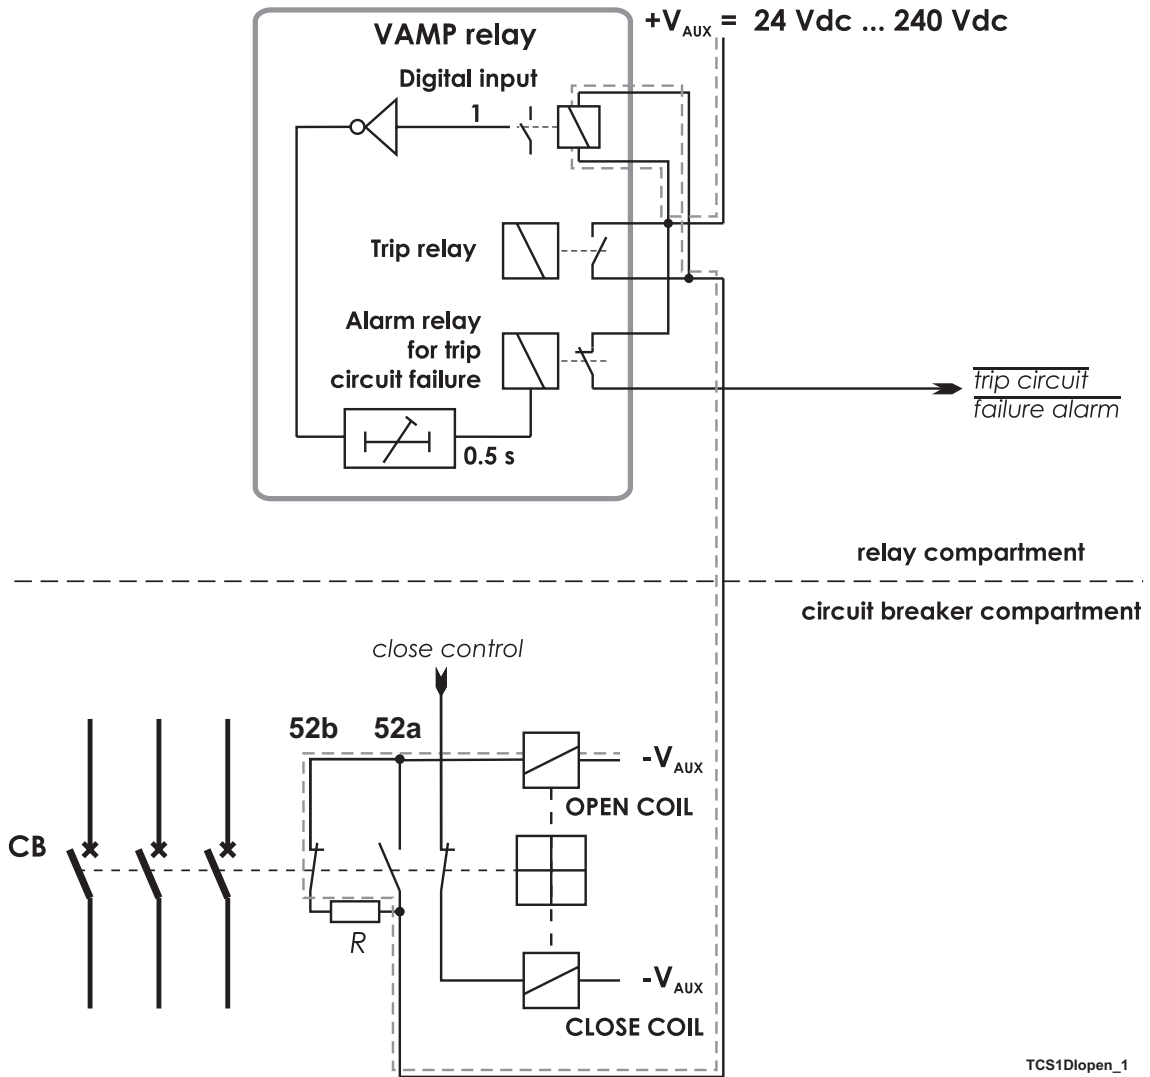 VAMP relay
+VAUX = 24 Vdc ... 240 Vdc
Digital input
1
Trip relay
Alarm relay
for trip
circuit failure
0.5 s
trip circuit
failure alarm
relay compartment
circuit breaker compartment
close control
52b 52a
-VAUX
OPEN COIL
CB
R
-VAUX
CLOSE COIL
TCS1DIopen_1